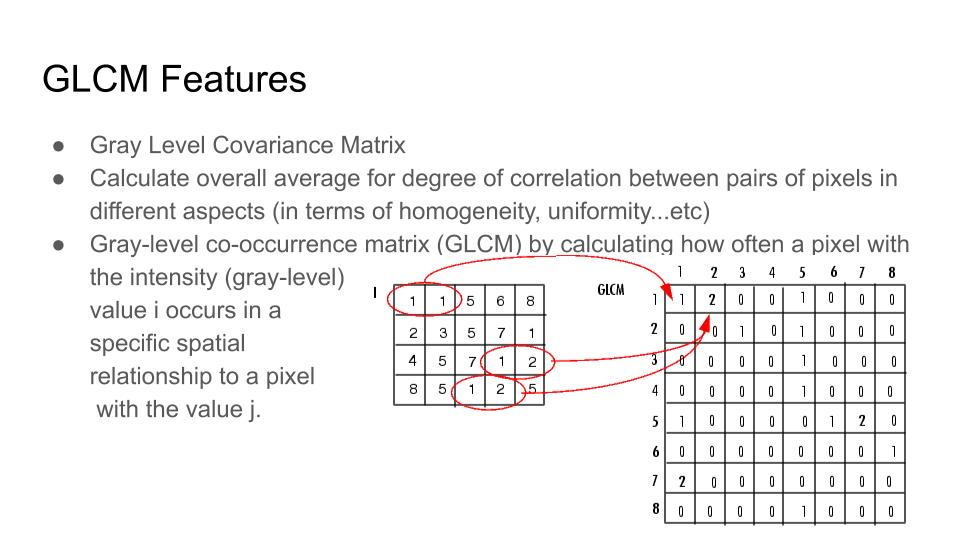 GLCM Features
● Gray Level Covariance Matrix
● Calculate overall average for degree of correlation between pairs of pixels in
different aspects (in terms of homogeneity, uniformity...etc)
● Gray-level co-occurrence matrix (GLCM) by calculating how often a pixel with
the intensity (gray-level)
value i occurs in a
specific spatial
relationship to a pixel
with the value j.
I
1 1 5 6 8
2 3 5 7 1
4 5 7 1 2
8 5 1 2 5
GLCM
1 2 3 4 5 6 7 8
1 1 2 0 0 1 0 0 0
2 0 0 1 0 1 0 0 0
3 0 0 0 0 1 0 0 0
4 0 0 0 0 1 0 0 0
5 1 0 0 0 0 1 2 0
6 0 0 0 0 0 0 0 1
7 2 0 0 0 0 0 0 0
8 0 0 0 0 1 0 0 0